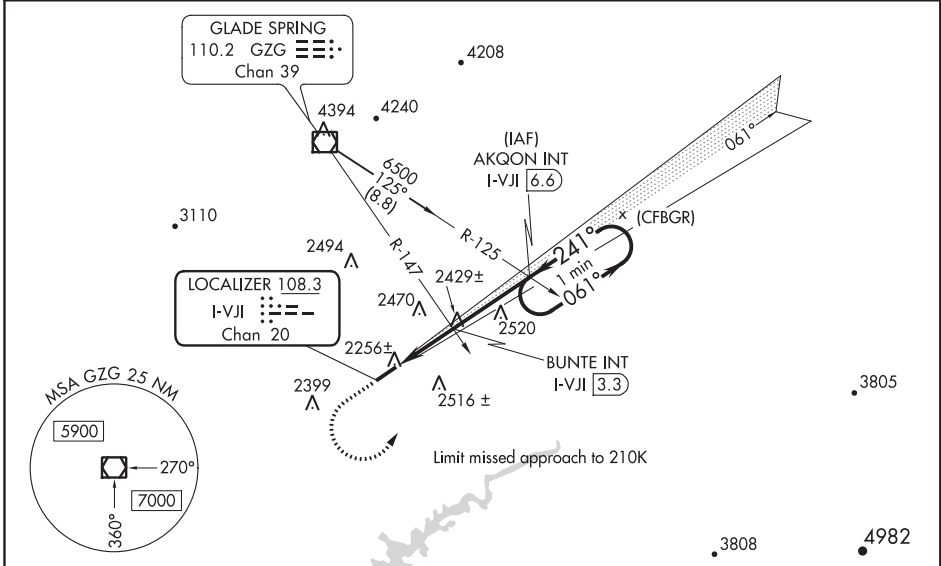 GLADE SPRING
110.2 GZG
Chan 39
4208
4394
4240
(IAF)
AKQON INT
I-VJI 6.6
061°
6500
125°
(8.8)
x (CFBGR)
3110
R-125
241°
1 min
061°
2494
R-147
2429±
LOCALIZER 108.3
I-VJI
Chan 20
2470
2520
2256±
BUNTE INT
I-VJI 3.3
2399
2516 ±
3805
MSA GZG 25 NM
5900
270°
7000
360°
Limit missed approach to 210K
3808
4982